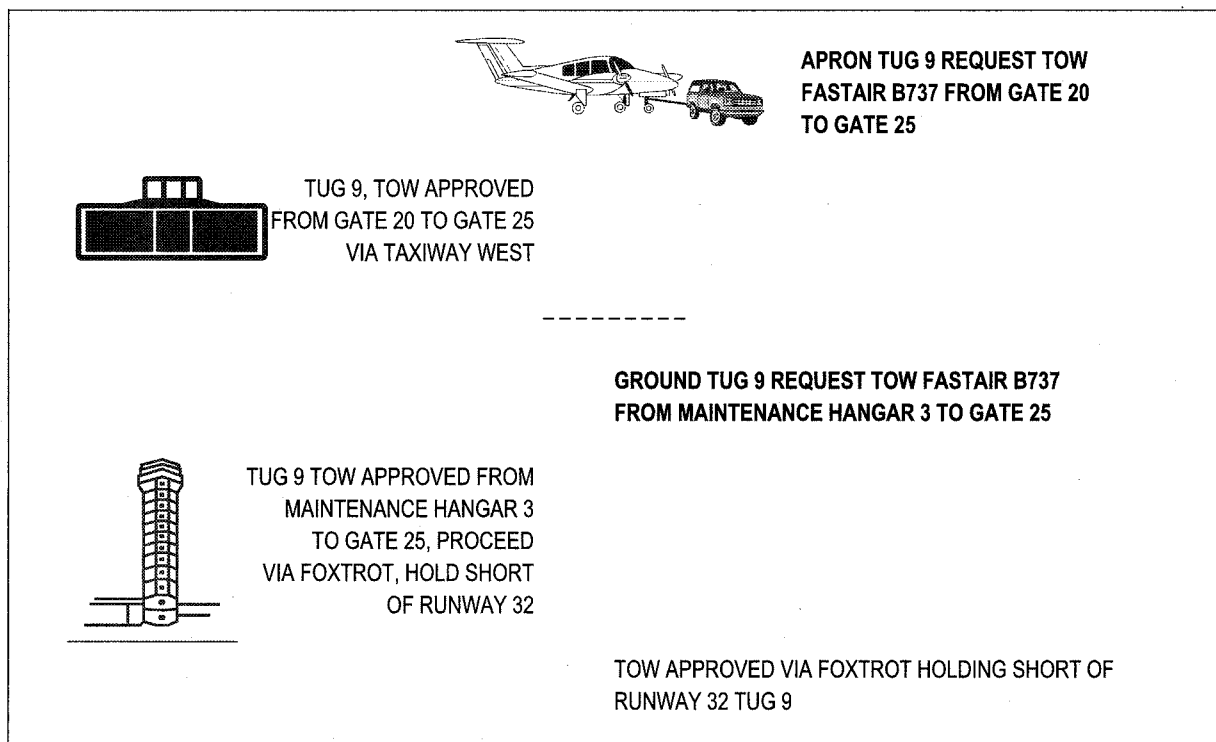 APRON TUG 9 REQUEST TOW
FASTAIR B737 FROM GATE 20
TO GATE 25
TUG 9, TOW APPROVED
FROM GATE 20 TO GATE 25
VIA TAXIWAY WEST
GROUND TUG 9 REQUEST TOW FASTAIR B737
FROM MAINTENANCE HANGAR 3 TO GATE 25
TUG 9 TOW APPROVED FROM
MAINTENANCE HANGAR 3
TO GATE 25, PROCEED
VIA FOXTROT, HOLD SHORT
OF RUNWAY 32
TOW APPROVED VIA FOXTROT HOLDING SHORT OF
RUNWAY 32 TUG 9